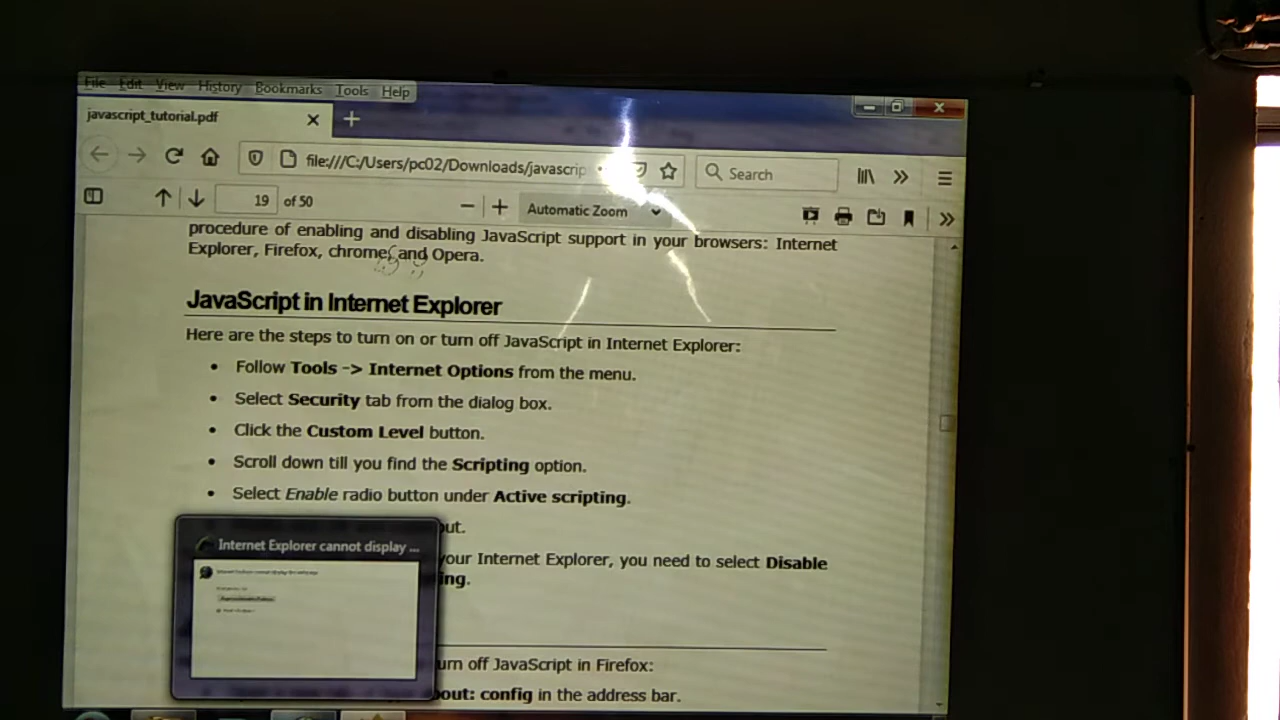 File Edit View History Bookmarks Tools Help
javascript_tutorial.pdf
file:///C:/Users/pc02/Downloads/javascrip
Search
19 of 50
Automatic Zoom
procedure of enabling and disabling JavaScript support in your browsers: Internet
Explorer, Firefox, chrome, and Opera.
JavaScript in Internet Explorer
Here are the steps to turn on or turn off JavaScript in Internet Explorer:
• Follow Tools -> Internet Options from the menu.
• Select Security tab from the dialog box.
• Click the Custom Level button.
• Scroll down till you find the Scripting option.
• Select Enable radio button under Active scripting.
out.
Internet Explorer cannot display ...
your Internet Explorer, you need to select Disable
ing.
urn off JavaScript in Firefox:
out: config in the address bar.